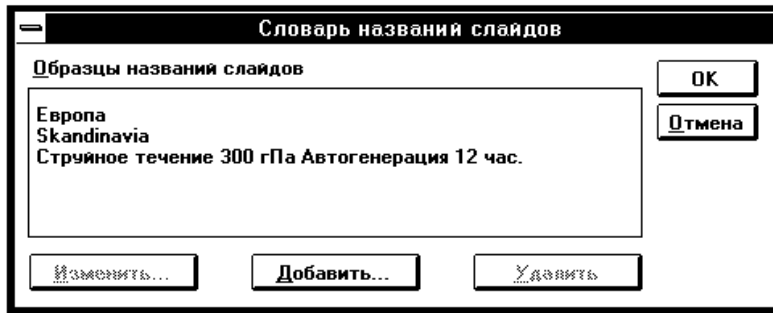 Словарь названий слайдов
Образцы названий слайдов
OK
Европа
Skandinavia
Струйное течение 300 гПа Автогенерация 12 час.
Отмена
Изменить...
Добавить...
Удалить